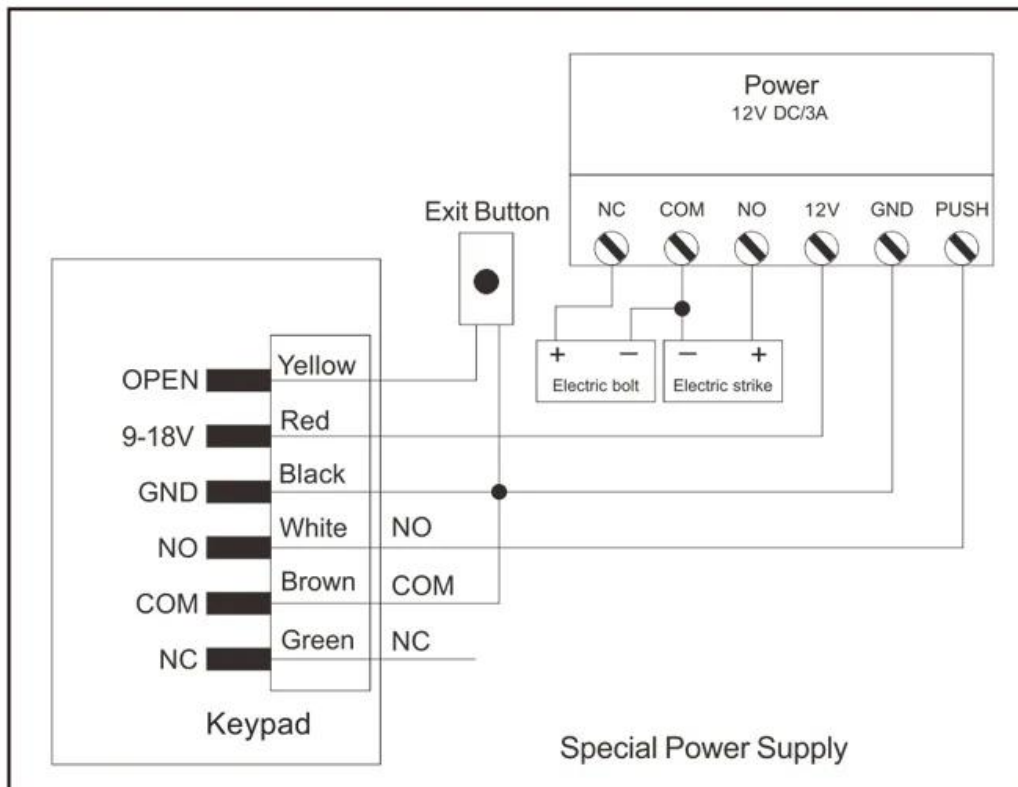 Power
12V DC/3A
NC COM NO 12V GND PUSH
Exit Button
+ − − +
Electric bolt Electric strike
OPEN Yellow
9-18V Red
GND Black
NO White NO
COM Brown COM
NC Green NC
Keypad
Special Power Supply